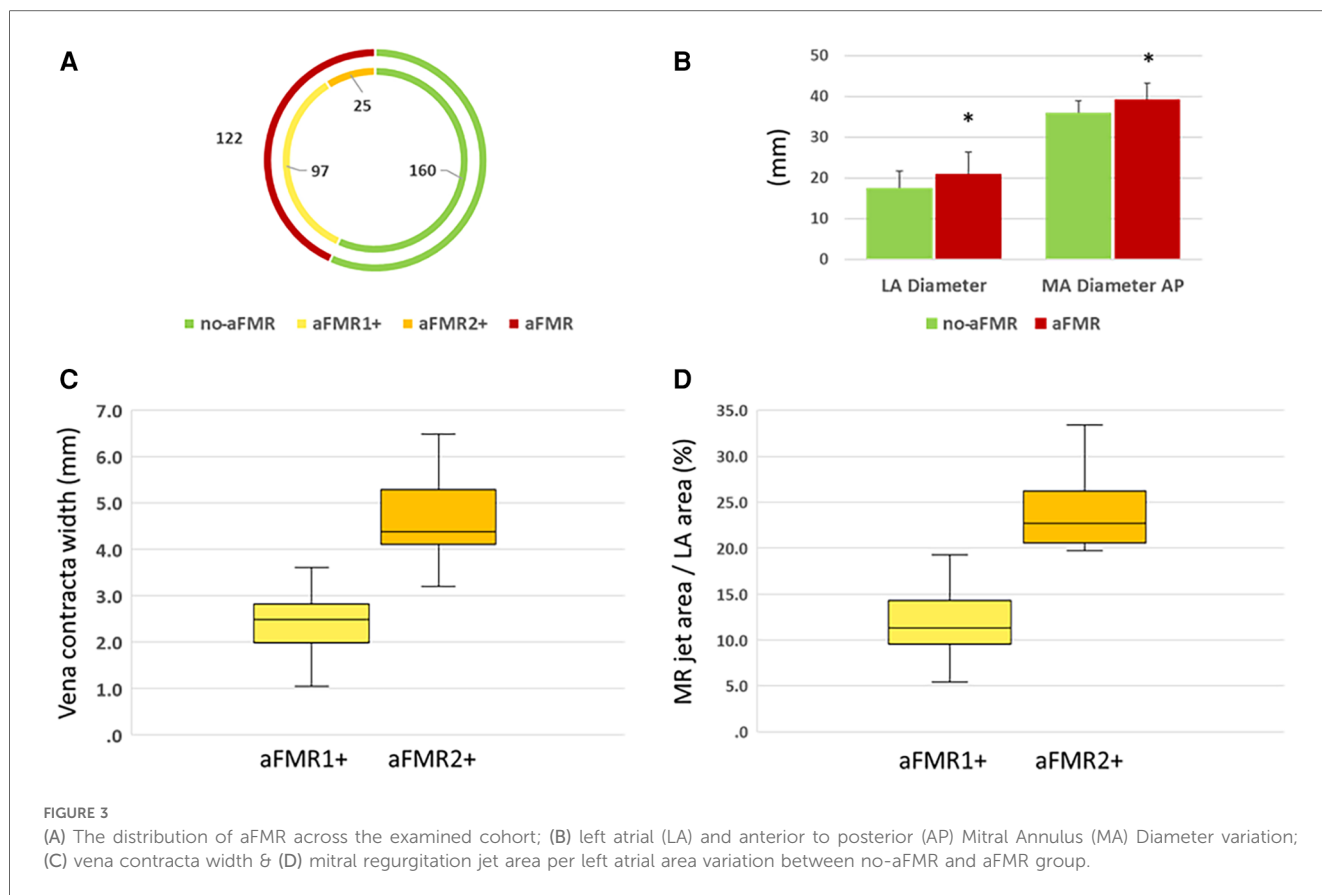 A
25
122
97
160
no-aFMR aFMR1+ aFMR2+ aFMR
B
50
40
30
20
10
0
(mm)
*
*
LA Diameter MA Diameter AP
no-aFMR aFMR
C
7.0
6.0
5.0
4.0
3.0
2.0
1.0
.0
Vena contracta width (mm)
aFMR1+ aFMR2+
D
35.0
30.0
25.0
20.0
15.0
10.0
5.0
.0
MR jet area / LA area (%)
aFMR1+ aFMR2+
FIGURE 3
(A) The distribution of aFMR across the examined cohort; (B) left atrial (LA) and anterior to posterior (AP) Mitral Annulus (MA) Diameter variation;
(C) vena contracta width & (D) mitral regurgitation jet area per left atrial area variation between no-aFMR and aFMR group.